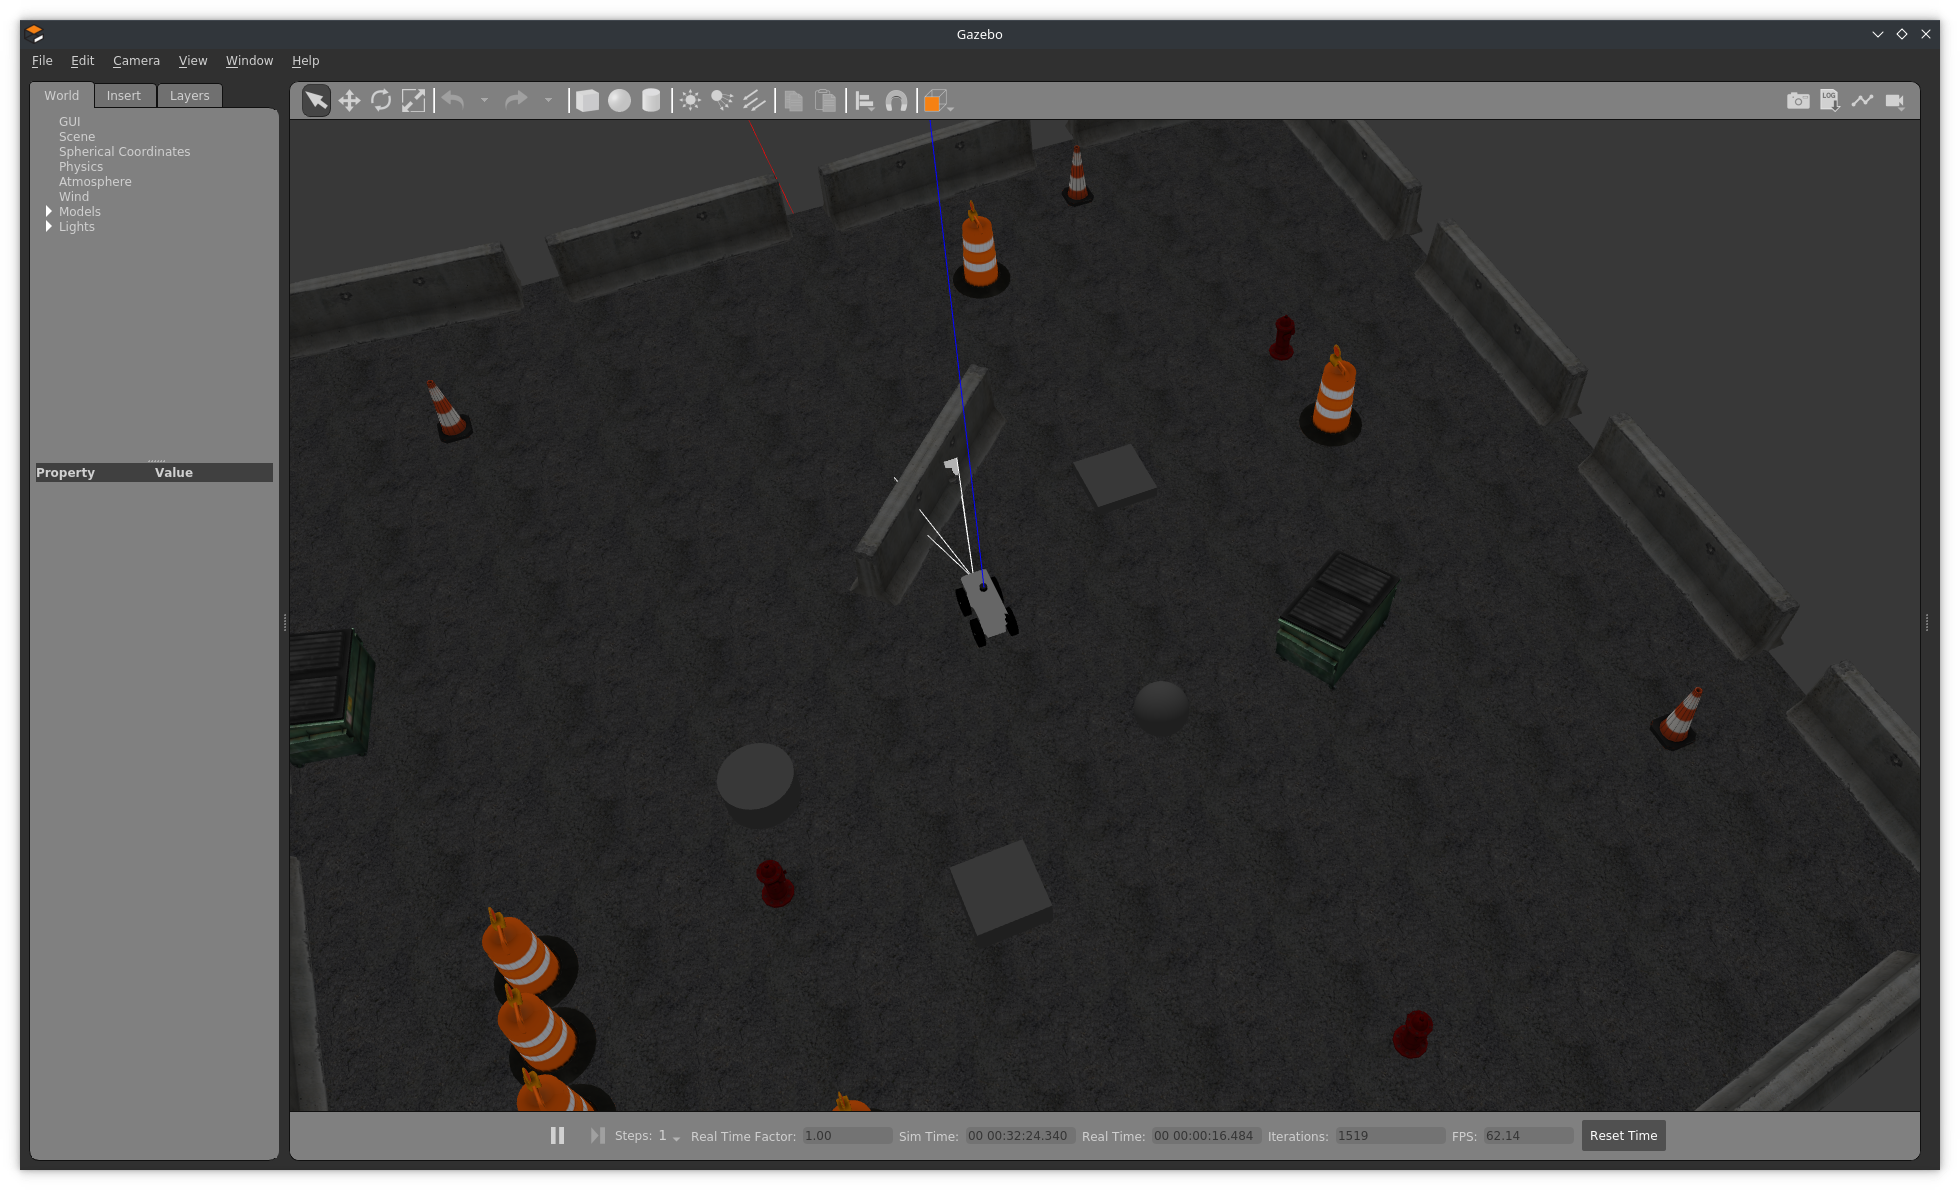 Gazebo
File Edit Camera View Window Help
World Insert Layers
LOG
GUI
Scene
Spherical Coordinates
Physics
Atmosphere
Wind
Models
Lights
Property Value
Steps: 1 Real Time Factor: 1.00 Sim Time: 00 00:32:24.340 Real Time: 00 00:00:16.484 Iterations: 1519 FPS: 62.14 Reset Time